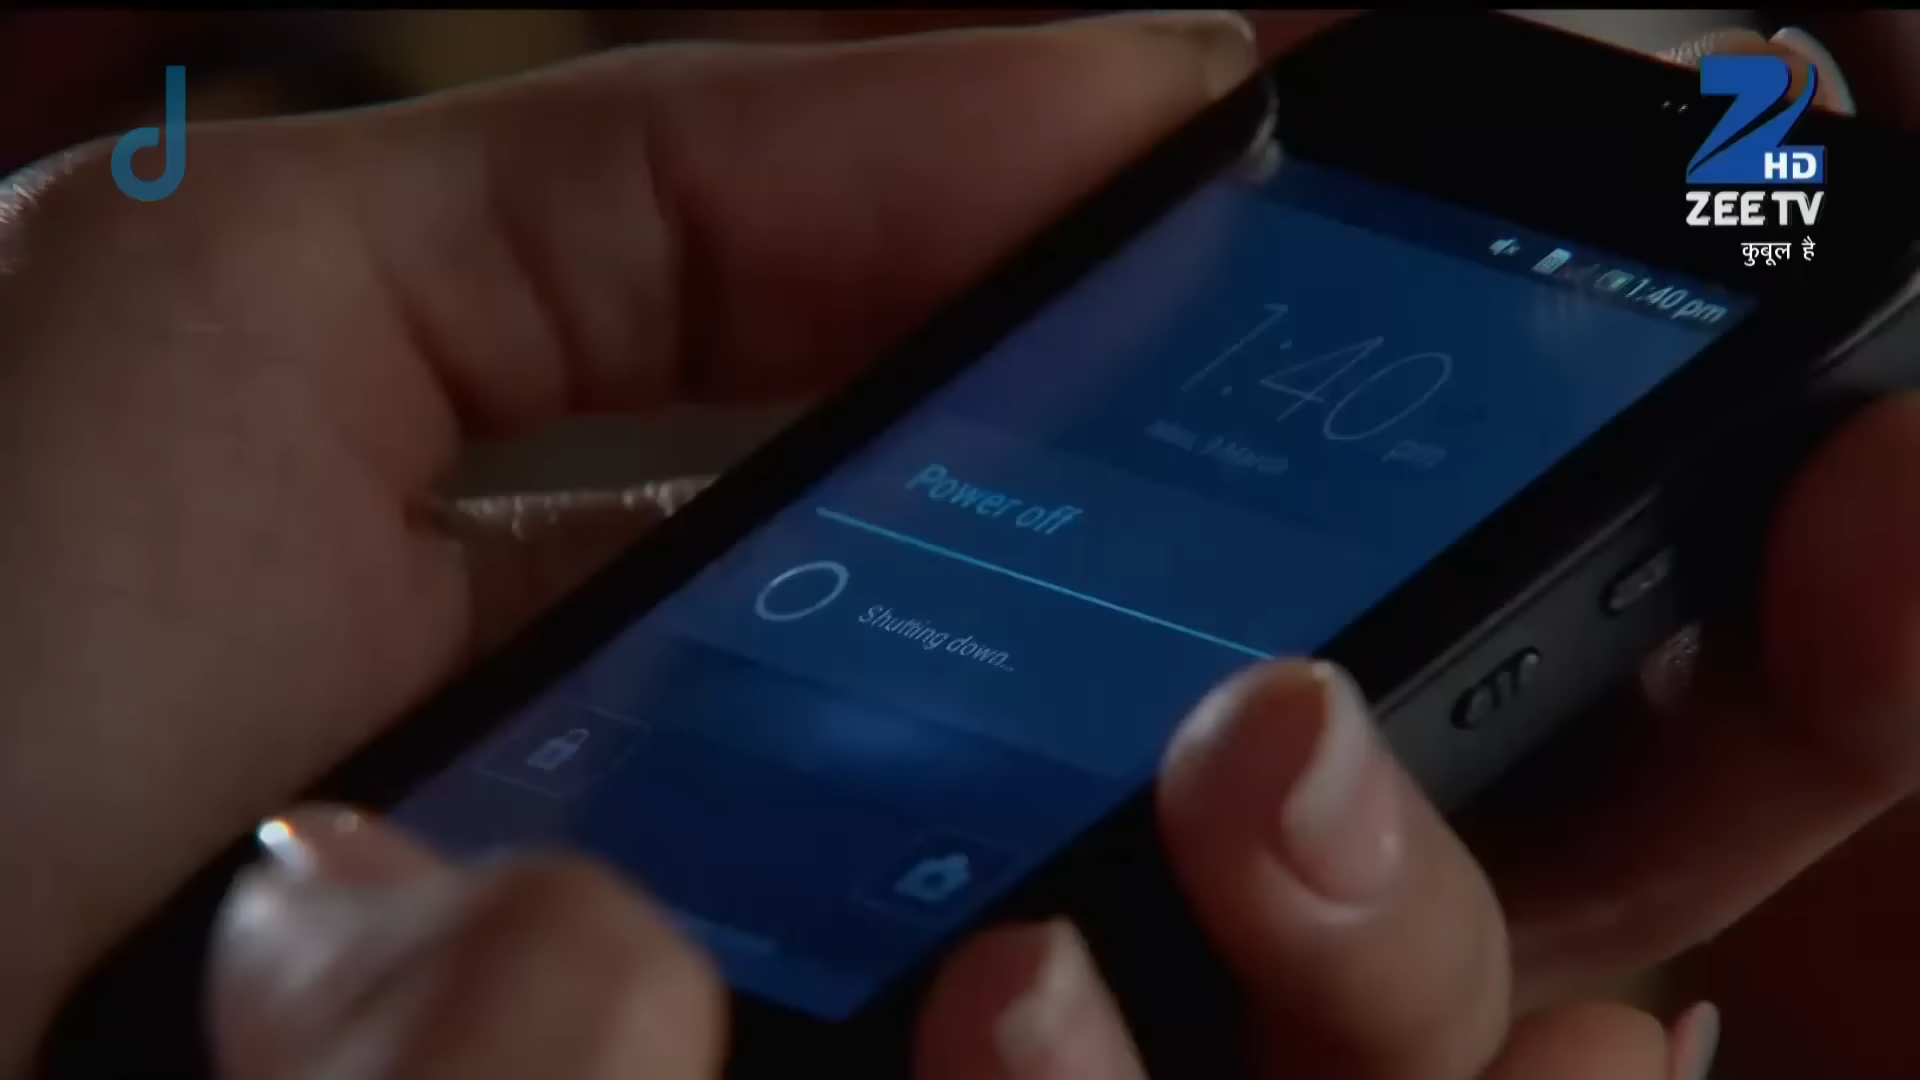 HD
ZEE TV
कुबूल है
1:40 pm
1:40 pm
Power off
Shutting down...